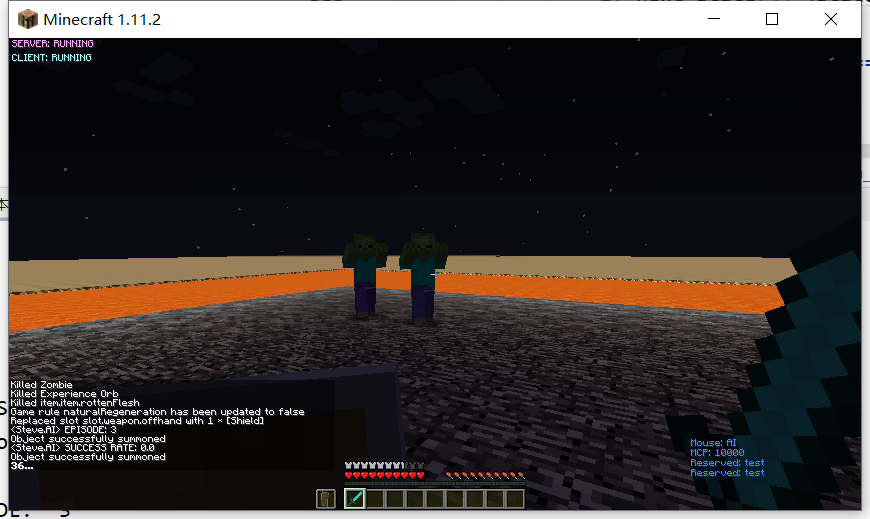 Minecraft 1.11.2
SERVER: RUNNING
CLIENT: RUNNING
Killed Zombie
Killed Experience Orb
Killed item.item.rottenFlesh
Game rule naturalRegeneration has been updated to false
Replaced slot slot.weapon.offhand with 1 * [Shield]
<Steve.AI> EPISODE: 3
Object successfully summoned
<Steve.AI> SUCCESS RATE: 0.0
Object successfully summoned
36...
Mouse: AI
MCP: 10000
Reserved: test
Reserved: test